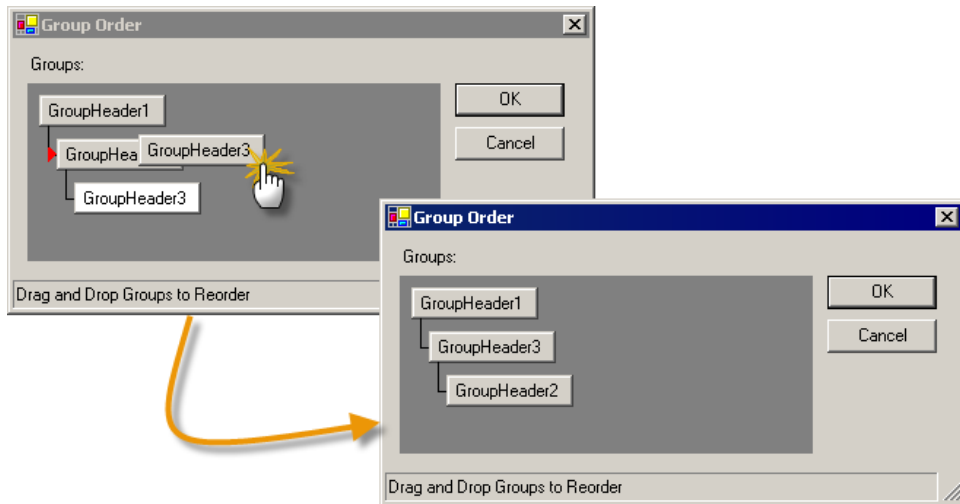 Group Order
Groups:
GroupHeader1
GroupHea
GroupHeader3
GroupHeader3
OK
Cancel
Drag and Drop Groups to Reorder
Group Order
Groups:
GroupHeader1
GroupHeader3
GroupHeader2
OK
Cancel
Drag and Drop Groups to Reorder